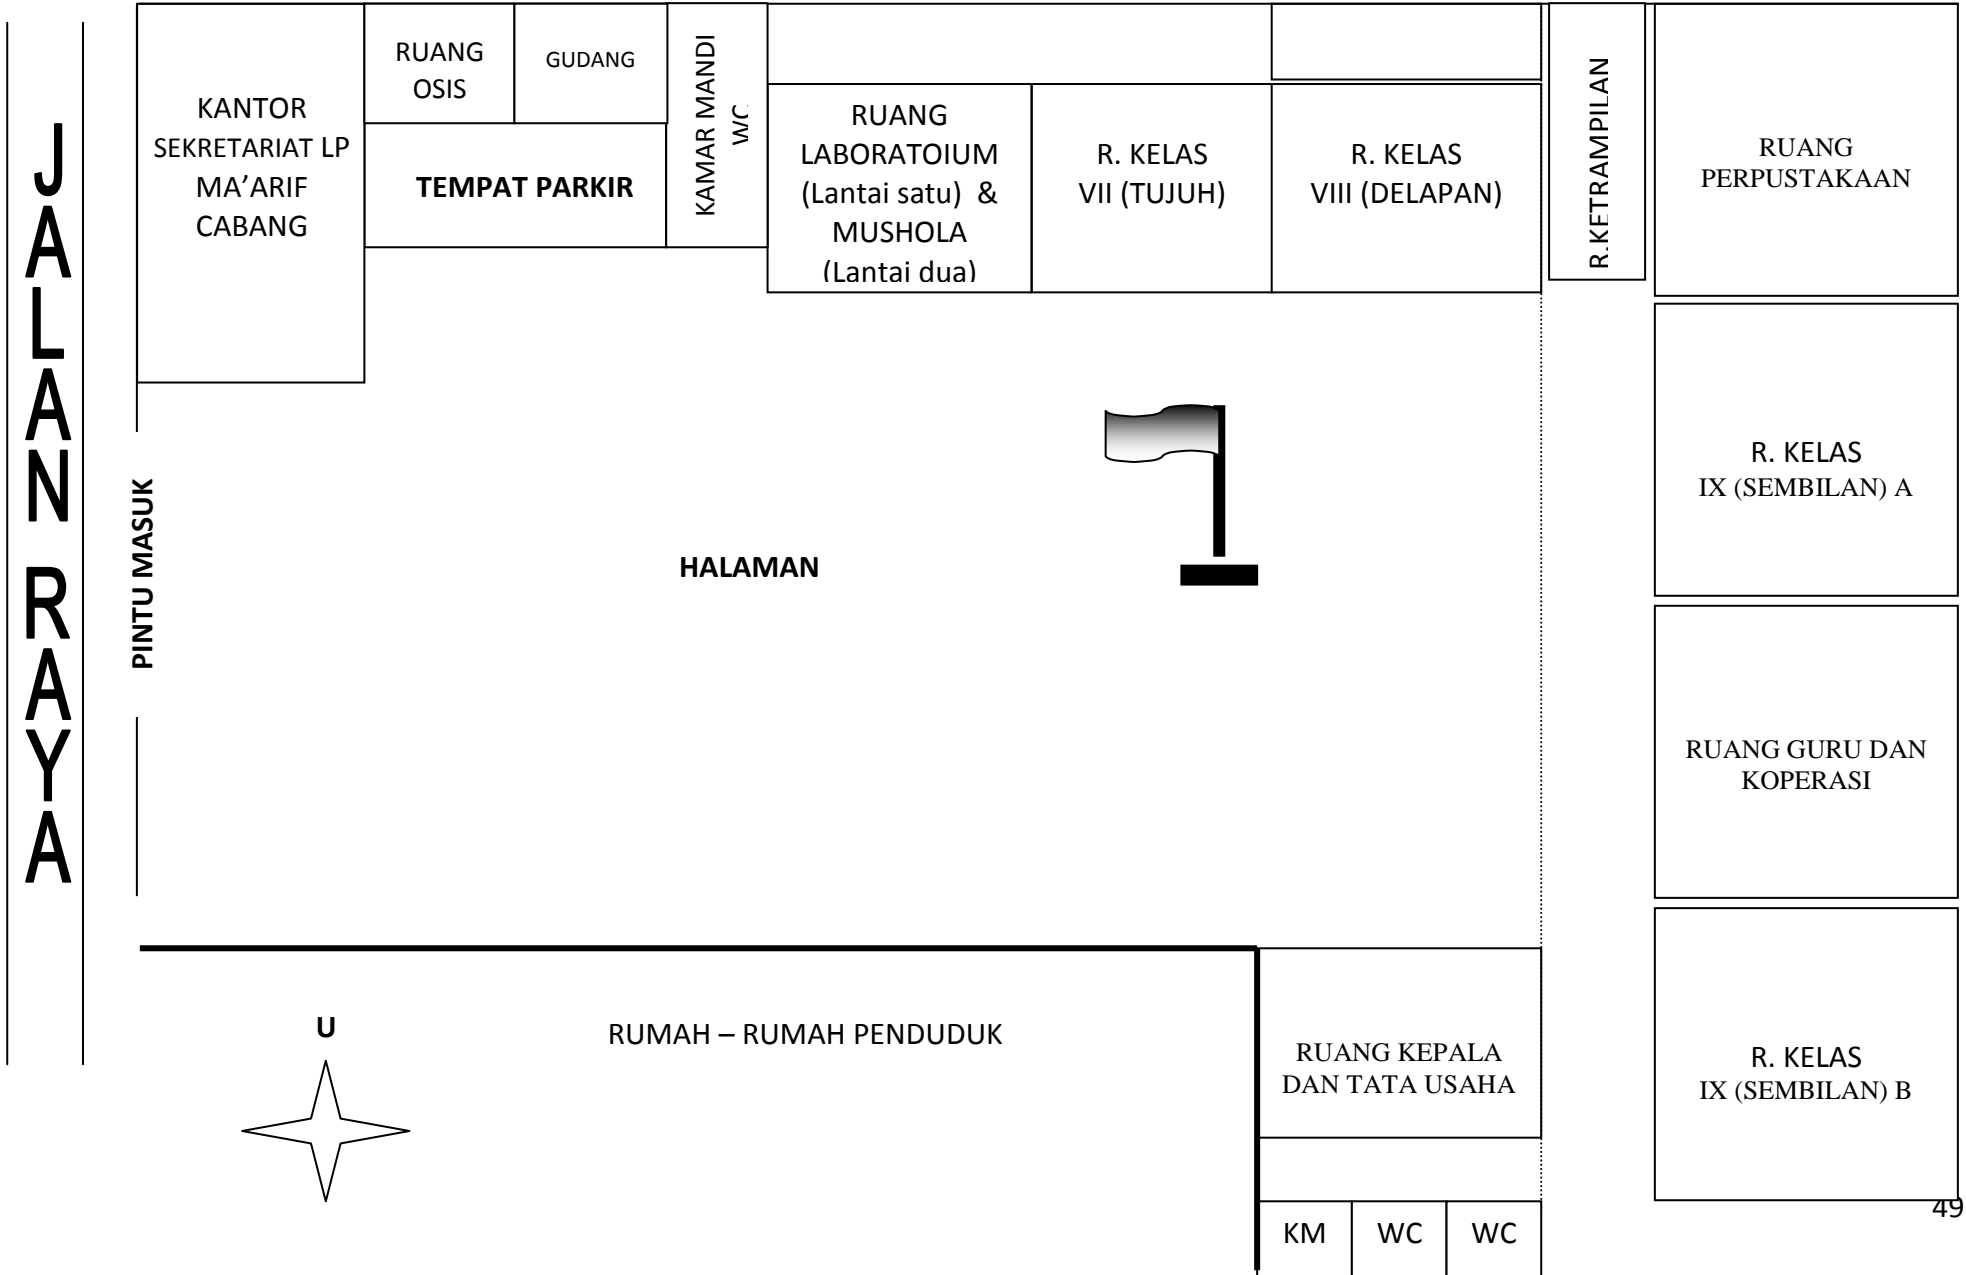 JALAN RAYA
KANTOR
SEKRETARIAT LP
MA’ARIF
CABANG
RUANG
OSIS
GUDANG
TEMPAT PARKIR
KAMAR MANDI
WC
RUANG
LABORATOIUM
(Lantai satu) &
MUSHOLA
(Lantai dua)
R. KELAS
VII (TUJUH)
R. KELAS
VIII (DELAPAN)
R.KETRAMPILAN
RUANG
PERPUSTAKAAN
R. KELAS
IX (SEMBILAN) A
PINTU MASUK
HALAMAN
RUANG GURU DAN
KOPERASI
U
RUMAH – RUMAH PENDUDUK
RUANG KEPALA
DAN TATA USAHA
R. KELAS
IX (SEMBILAN) B
KM
WC
WC
49